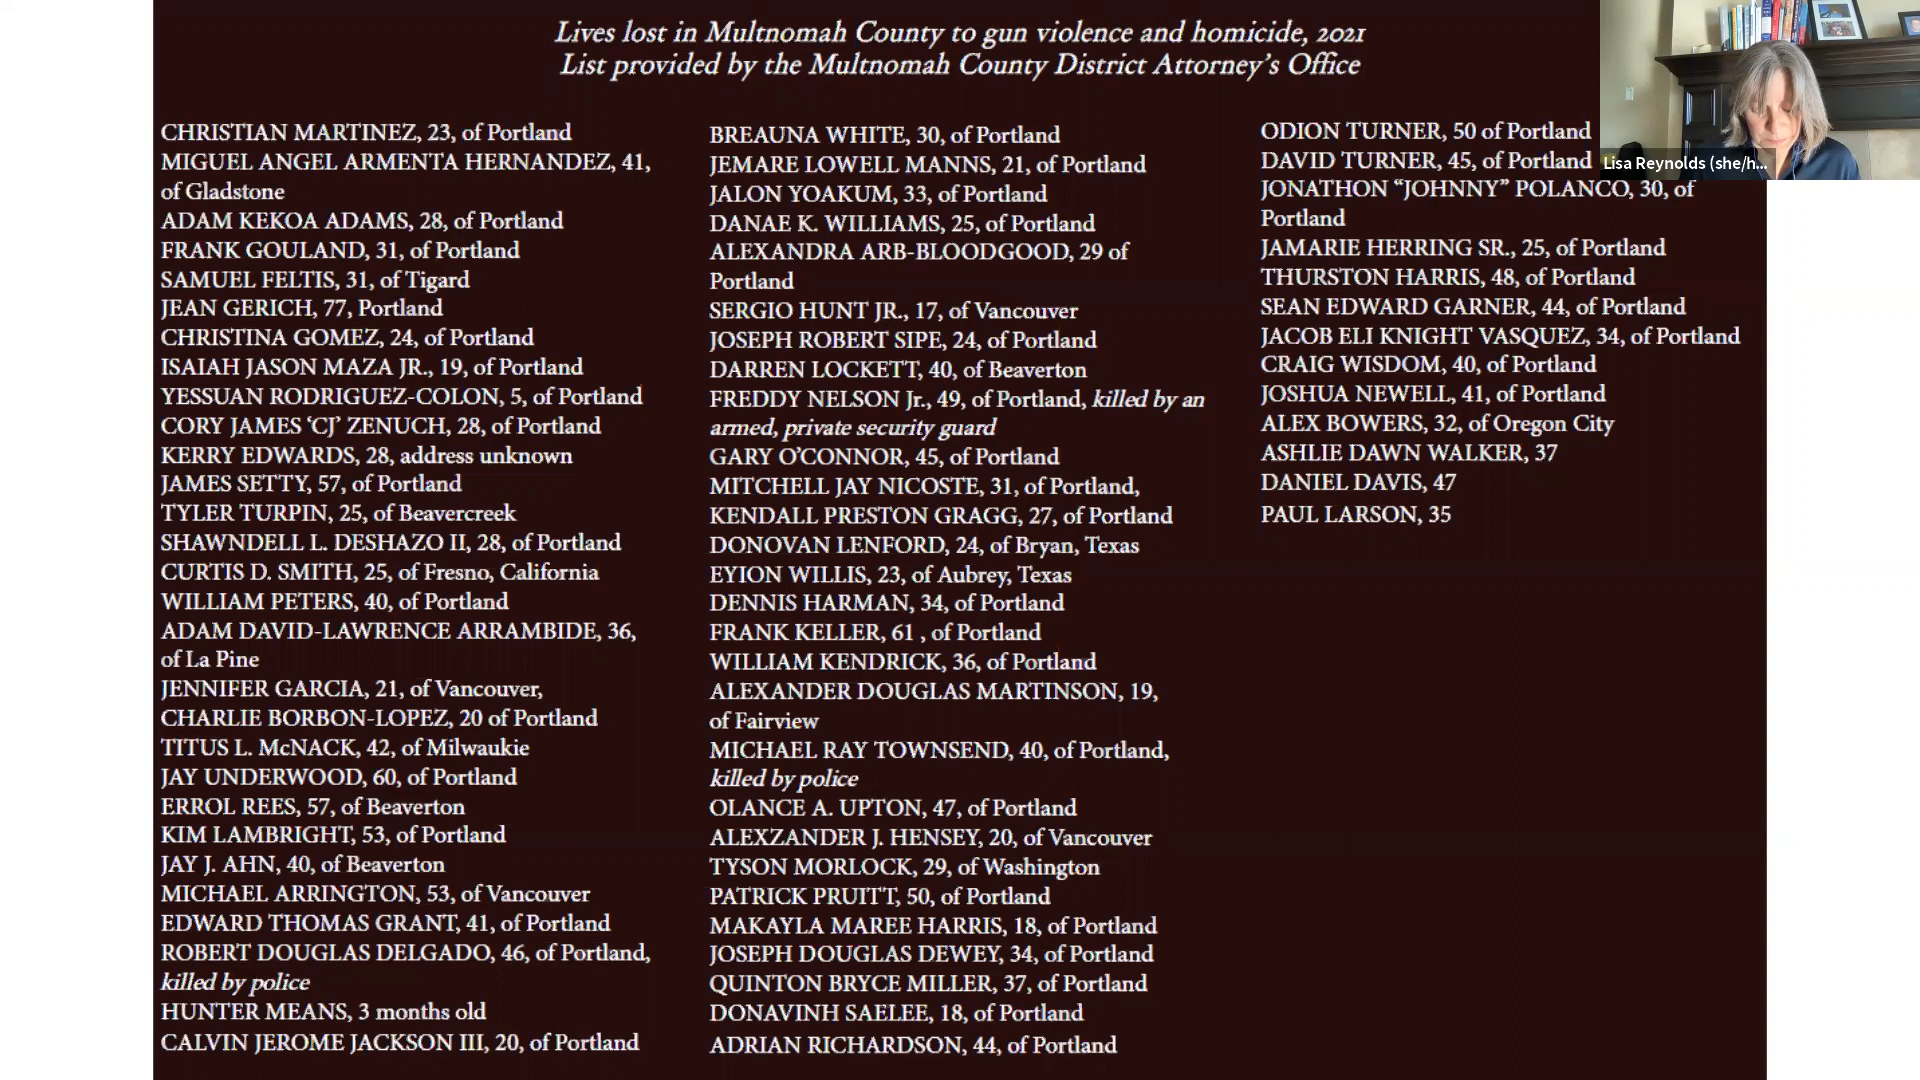 Lives lost in Multnomah County to gun violence and homicide, 2021
List provided by the Multnomah County District Attorney's Office
CHRISTIAN MARTINEZ, 23, of Portland
MIGUEL ANGEL ARMENTA HERNANDEZ, 41,
of Gladstone
ADAM KEKOA ADAMS, 28, of Portland
FRANK GOULAND, 31, of Portland
SAMUEL FELTIS, 31, of Tigard
JEAN GERICH, 77, Portland
CHRISTINA GOMEZ, 24, of Portland
ISAIAH JASON MAZA JR., 19, of Portland
YESSUAN RODRIGUEZ-COLON, 5, of Portland
CORY JAMES ‘CJ’ ZENUCH, 28, of Portland
KERRY EDWARDS, 28, address unknown
JAMES SETTY, 57, of Portland
TYLER TURPIN, 25, of Beavercreek
SHAWNDELL L. DESHAZO II, 28, of Portland
CURTIS D. SMITH, 25, of Fresno, California
WILLIAM PETERS, 40, of Portland
ADAM DAVID-LAWRENCE ARRAMBIDE, 36,
of La Pine
JENNIFER GARCIA, 21, of Vancouver,
CHARLIE BORBON-LOPEZ, 20 of Portland
TITUS L. McNACK, 42, of Milwaukie
JAY UNDERWOOD, 60, of Portland
ERROL REES, 57, of Beaverton
KIM LAMBRIGHT, 53, of Portland
JAY J. AHN, 40, of Beaverton
MICHAEL ARRINGTON, 53, of Vancouver
EDWARD THOMAS GRANT, 41, of Portland
ROBERT DOUGLAS DELGADO, 46, of Portland,
killed by police
HUNTER MEANS, 3 months old
CALVIN JEROME JACKSON III, 20, of Portland
BREAUNA WHITE, 30, of Portland
JEMARE LOWELL MANNS, 21, of Portland
JALON YOAKUM, 33, of Portland
DANAE K. WILLIAMS, 25, of Portland
ALEXANDRA ARB-BLOODGOOD, 29 of
Portland
SERGIO HUNT JR., 17, of Vancouver
JOSEPH ROBERT SIPE, 24, of Portland
DARREN LOCKETT, 40, of Beaverton
FREDDY NELSON Jr., 49, of Portland, killed by an
armed, private security guard
GARY O’CONNOR, 45, of Portland
MITCHELL JAY NICOSTE, 31, of Portland,
KENDALL PRESTON GRAGG, 27, of Portland
DONOVAN LENFORD, 24, of Bryan, Texas
EYION WILLIS, 23, of Aubrey, Texas
DENNIS HARMAN, 34, of Portland
FRANK KELLER, 61 , of Portland
WILLIAM KENDRICK, 36, of Portland
ALEXANDER DOUGLAS MARTINSON, 19,
of Fairview
MICHAEL RAY TOWNSEND, 40, of Portland,
killed by police
OLANCE A. UPTON, 47, of Portland
ALEXZANDER J. HENSEY, 20, of Vancouver
TYSON MORLOCK, 29, of Washington
PATRICK PRUITT, 50, of Portland
MAKAYLA MAREE HARRIS, 18, of Portland
JOSEPH DOUGLAS DEWEY, 34, of Portland
QUINTON BRYCE MILLER, 37, of Portland
DONAVINH SAELEE, 18, of Portland
ADRIAN RICHARDSON, 44, of Portland
ODION TURNER, 50 of Portland
DAVID TURNER, 45, of Portland
JONATHON “JOHNNY” POLANCO, 30, of
Portland
JAMARIE HERRING SR., 25, of Portland
THURSTON HARRIS, 48, of Portland
SEAN EDWARD GARNER, 44, of Portland
JACOB ELI KNIGHT VASQUEZ, 34, of Portland
CRAIG WISDOM, 40, of Portland
JOSHUA NEWELL, 41, of Portland
ALEX BOWERS, 32, of Oregon City
ASHLIE DAWN WALKER, 37
DANIEL DAVIS, 47
PAUL LARSON, 35
Lisa Reynolds (she/h...